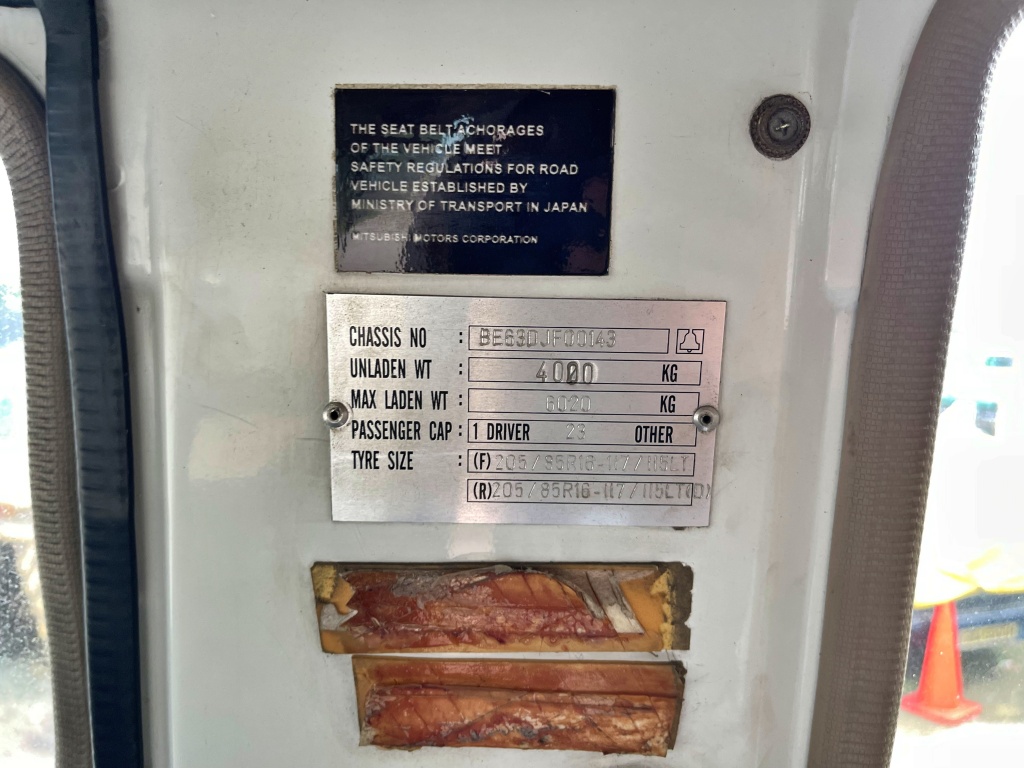 THE SEAT BELT ACHORAGES
OF THE VEHICLE MEET
SAFETY REGULATIONS FOR ROAD
VEHICLE ESTABLISHED BY
MINISTRY OF TRANSPORT IN JAPAN
MITSUBISHI MOTORS CORPORATION
CHASSIS NO : BE63DJF00143
UNLADEN WT : 4000 KG
MAX LADEN WT : 6020 KG
PASSENGER CAP : 1 DRIVER 23 OTHER
TYRE SIZE : (F) 205/85R16-117/115LT
(R) 205/85R16-117/115LT(D)